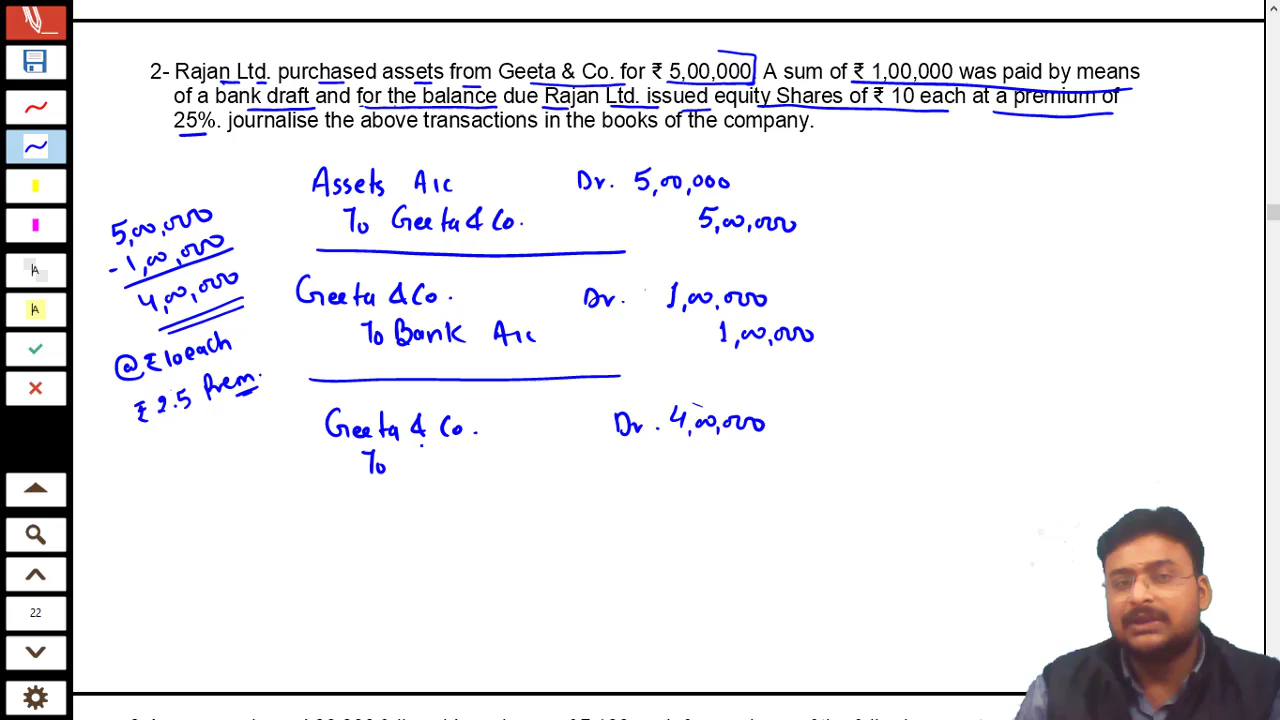 2- Rajan Ltd. purchased assets from Geeta & Co. for ₹ 5,00,000. A sum of ₹ 1,00,000 was paid by means
of a bank draft and for the balance due Rajan Ltd. issued equity Shares of ₹ 10 each at a premium of
25%. journalise the above transactions in the books of the company.
Assets A/c Dr. 5,00,000
To Geeta & Co. 5,00,000
5,00,000
- 1,00,000
4,00,000
@ ₹ 10 each
₹ 2.5 Prem.
Geeta & Co. Dr. 1,00,000
To Bank A/c 1,00,000
Geeta & Co. Dr. 4,00,000
To
A
A
22